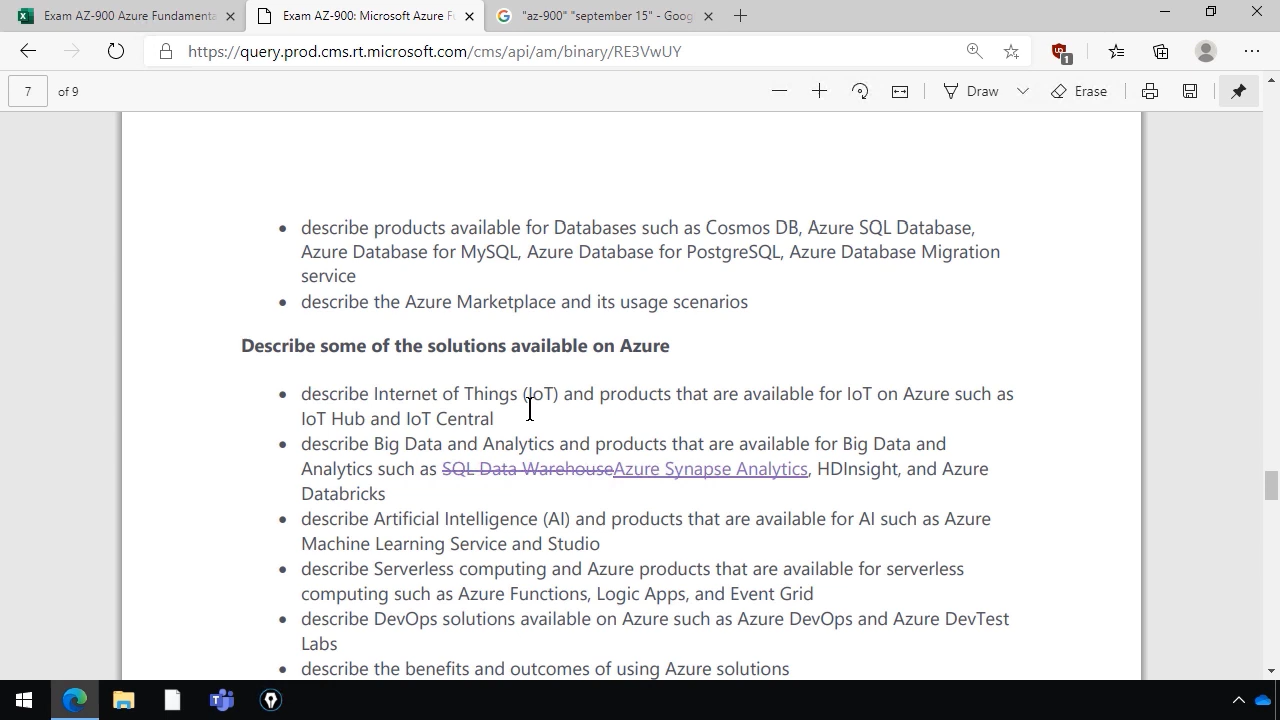 Exam AZ-900 Azure Fundamenta
Exam AZ-900: Microsoft Azure F
"az-900" "september 15" - Goog
https://query.prod.cms.rt.microsoft.com/cms/api/am/binary/RE3VwUY
1
7 of 9
Draw
Erase
• describe products available for Databases such as Cosmos DB, Azure SQL Database,
Azure Database for MySQL, Azure Database for PostgreSQL, Azure Database Migration
service
• describe the Azure Marketplace and its usage scenarios
Describe some of the solutions available on Azure
• describe Internet of Things (IoT) and products that are available for IoT on Azure such as
IoT Hub and IoT Central
• describe Big Data and Analytics and products that are available for Big Data and
Analytics such as SQL Data WarehouseAzure Synapse Analytics, HDInsight, and Azure
Databricks
• describe Artificial Intelligence (AI) and products that are available for AI such as Azure
Machine Learning Service and Studio
• describe Serverless computing and Azure products that are available for serverless
computing such as Azure Functions, Logic Apps, and Event Grid
• describe DevOps solutions available on Azure such as Azure DevOps and Azure DevTest
Labs
• describe the benefits and outcomes of using Azure solutions